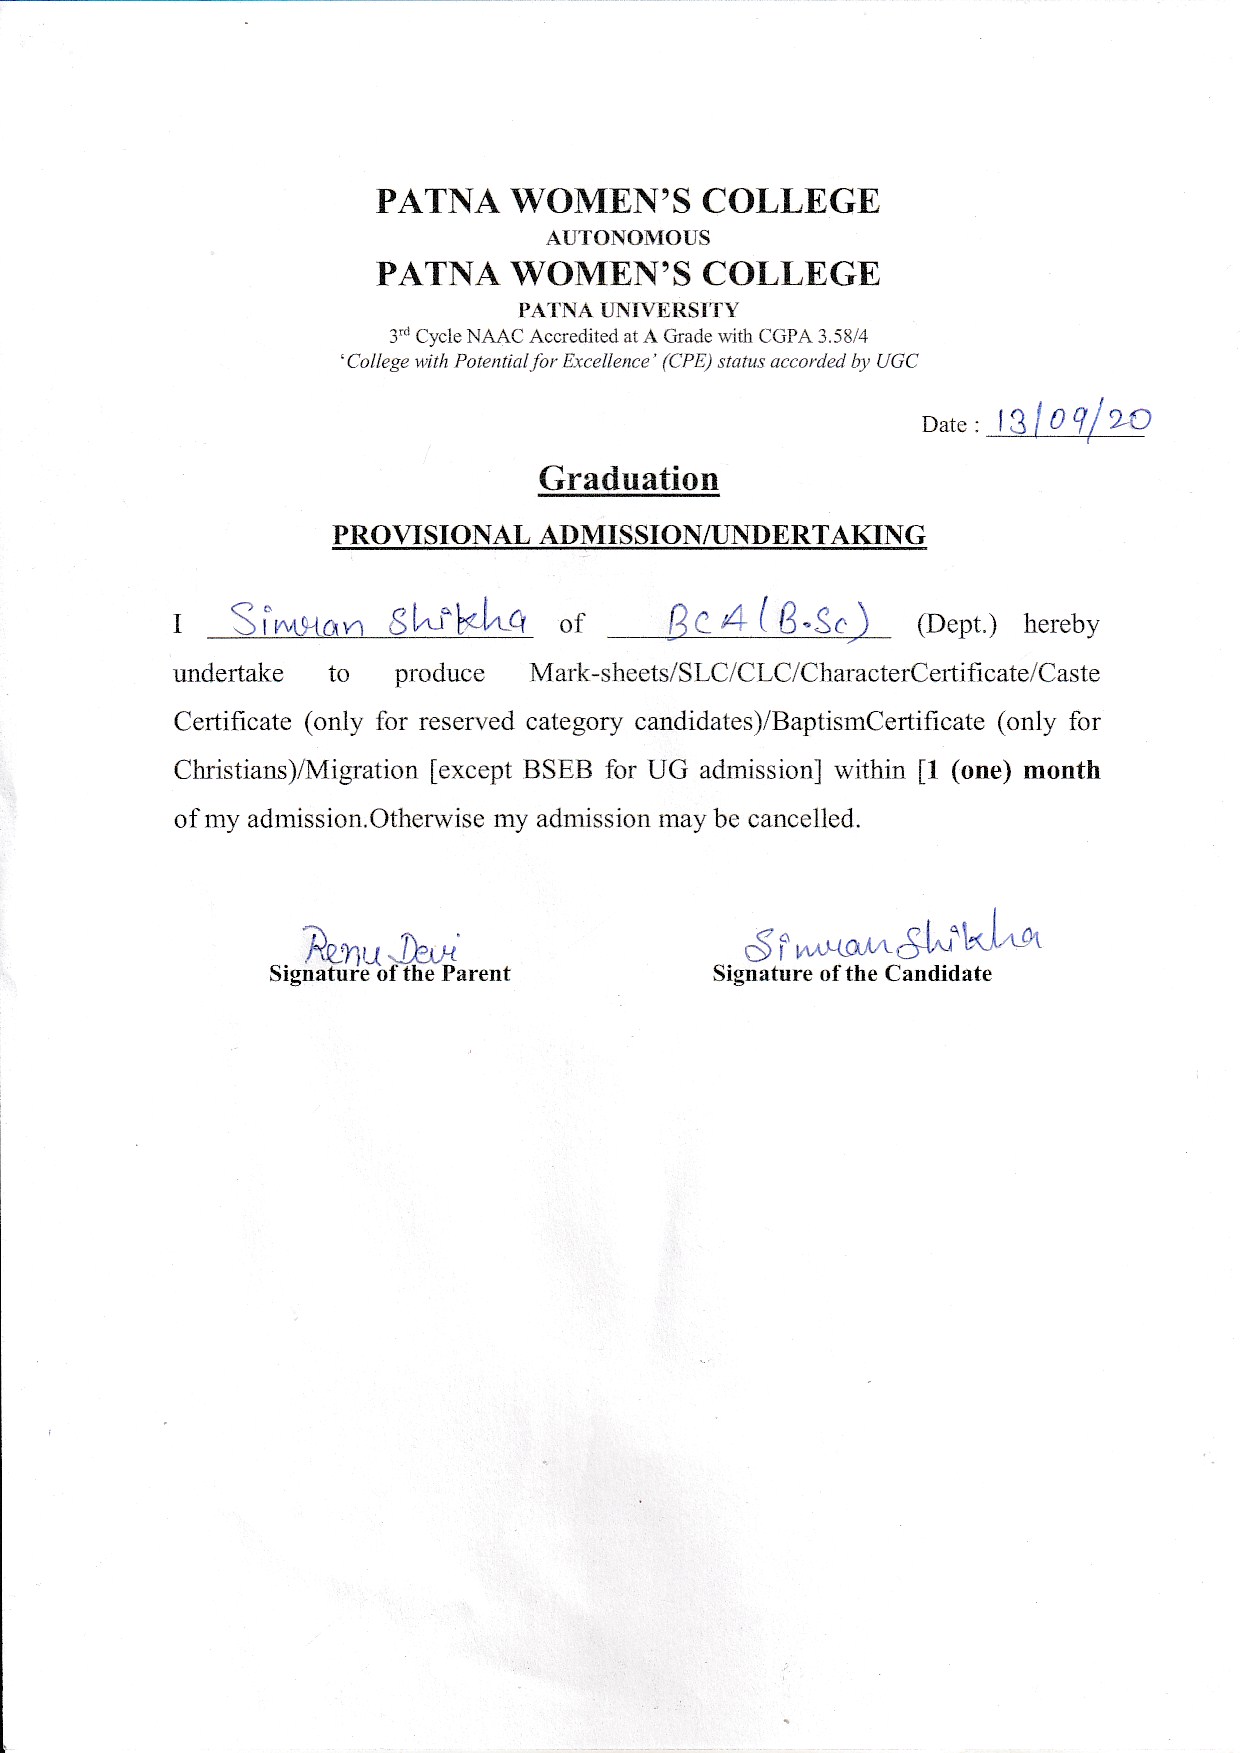 PATNA WOMEN'S COLLEGE
AUTONOMOUS
PATNA WOMEN'S COLLEGE
PATNA UNIVERSITY
3rd Cycle NAAC Accredited at A Grade with CGPA 3.58/4
‘College with Potential for Excellence’ (CPE) status accorded by UGC
Date : 13/09/20
Graduation
PROVISIONAL ADMISSION/UNDERTAKING
I Simran Shikha of BCA (B.Sc) (Dept.) hereby
undertake to produce Mark-sheets/SLC/CLC/CharacterCertificate/Caste
Certificate (only for reserved category candidates)/BaptismCertificate (only for
Christians)/Migration [except BSEB for UG admission] within [1 (one) month
of my admission.Otherwise my admission may be cancelled.
Renu Devi Simran Shikha
Signature of the Parent Signature of the Candidate